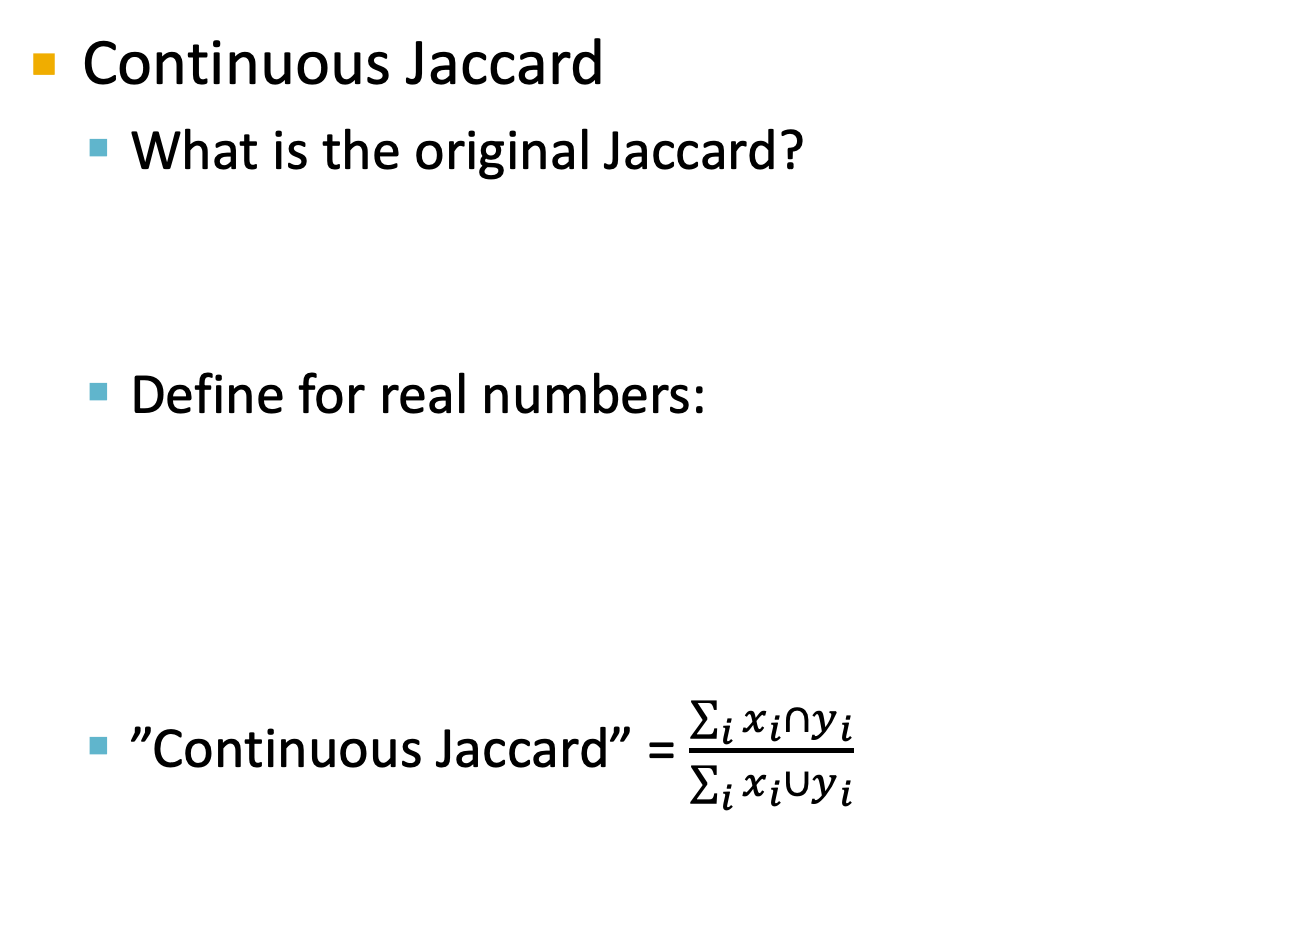 Continuous Jaccard
What is the original Jaccard?
Define for real numbers:
”Continuous Jaccard” = ∑ᵢ xᵢ∩yᵢ / ∑ᵢ xᵢ∪yᵢ